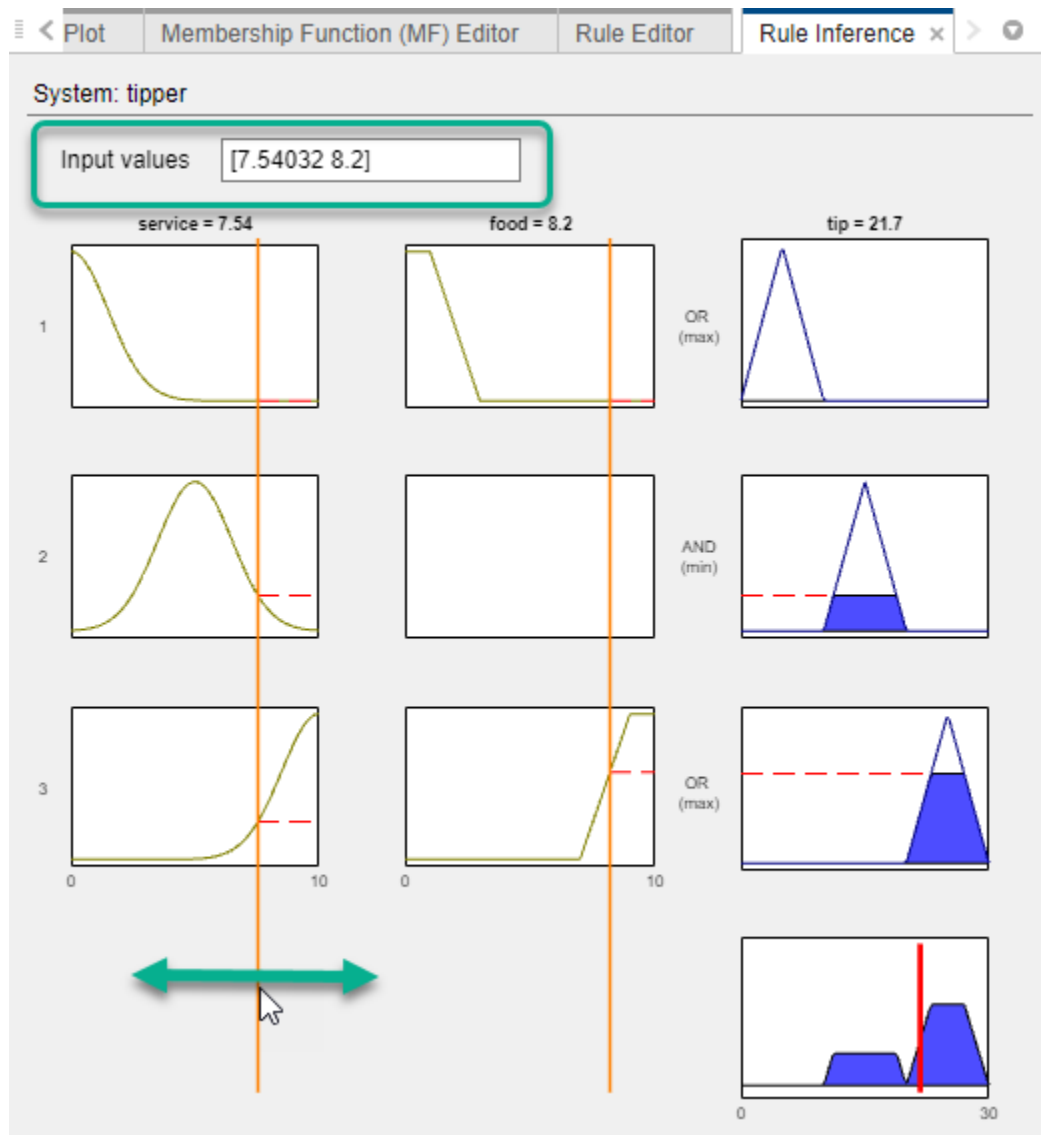 Plot Membership Function (MF) Editor Rule Editor Rule Inference ×
System: tipper
Input values [7.54032 8.2]
service = 7.54 food = 8.2 tip = 21.7
1 OR
(max)
2 AND
(min)
3 OR
(max)
0 10 0 10
0 30